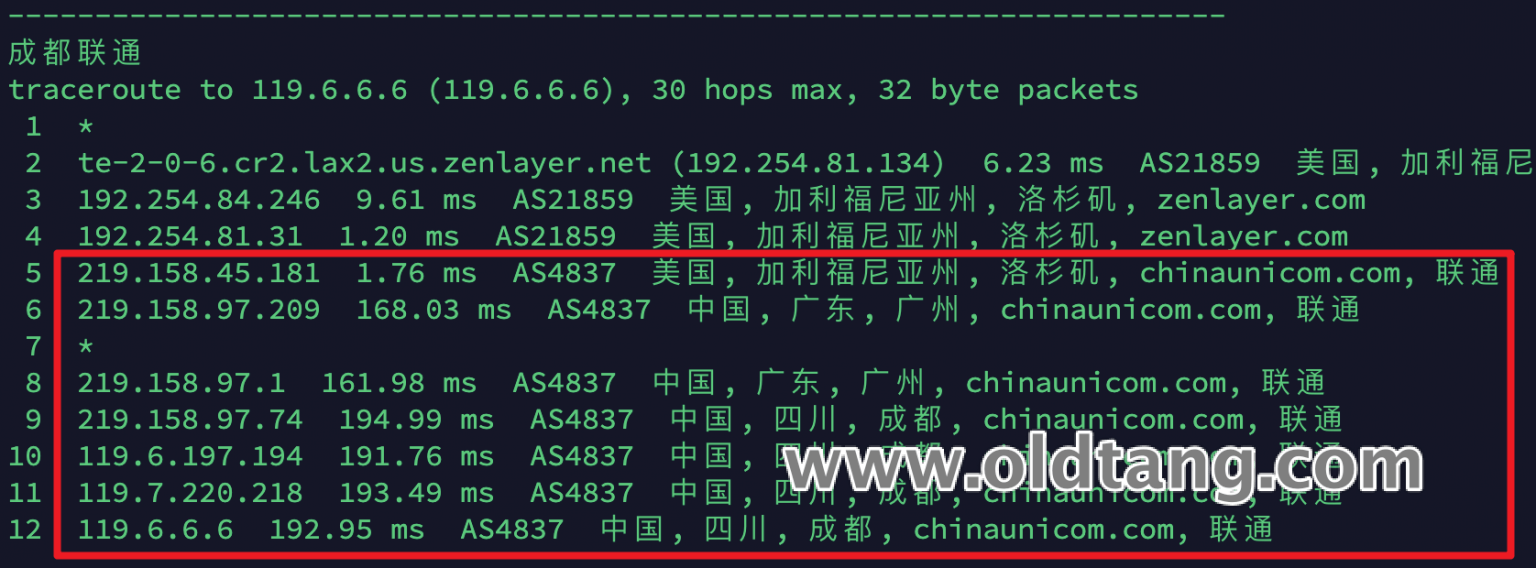 ----------------------------------------------------------------------
成都联通
traceroute to 119.6.6.6 (119.6.6.6), 30 hops max, 32 byte packets
1 *
2 te-2-0-6.cr2.lax2.us.zenlayer.net (192.254.81.134) 6.23 ms AS21859 美国, 加利福尼
3 192.254.84.246 9.61 ms AS21859 美国, 加利福尼亚州, 洛杉矶, zenlayer.com
4 192.254.81.31 1.20 ms AS21859 美国, 加利福尼亚州, 洛杉矶, zenlayer.com
5 219.158.45.181 1.76 ms AS4837 美国, 加利福尼亚州, 洛杉矶, chinaunicom.com, 联通
6 219.158.97.209 168.03 ms AS4837 中国, 广东, 广州, chinaunicom.com, 联通
7 *
8 219.158.97.1 161.98 ms AS4837 中国, 广东, 广州, chinaunicom.com, 联通
9 219.158.97.74 194.99 ms AS4837 中国, 四川, 成都, chinaunicom.com, 联通
10 119.6.197.194 191.76 ms AS4837 中国, 四川, 成都, 联通
11 119.7.220.218 193.49 ms AS4837 中国, 四川, 成都, 联通
12 119.6.6.6 192.95 ms AS4837 中国, 四川, 成都, chinaunicom.com, 联通
www.oldtang.com